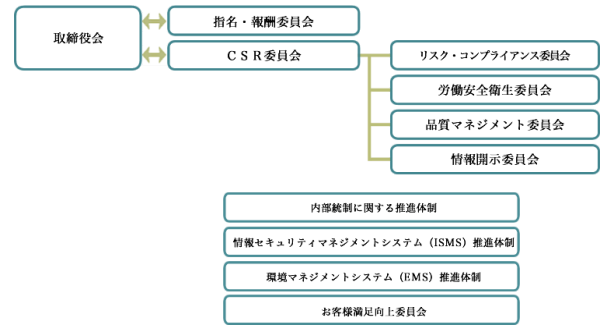 取締役会
指名・報酬委員会
ＣＳＲ委員会
リスク・コンプライアンス委員会
労働安全衛生委員会
品質マネジメント委員会
情報開示委員会
内部統制に関する推進体制
情報セキュリティマネジメントシステム（ISMS）推進体制
環境マネジメントシステム（EMS）推進体制
お客様満足向上委員会